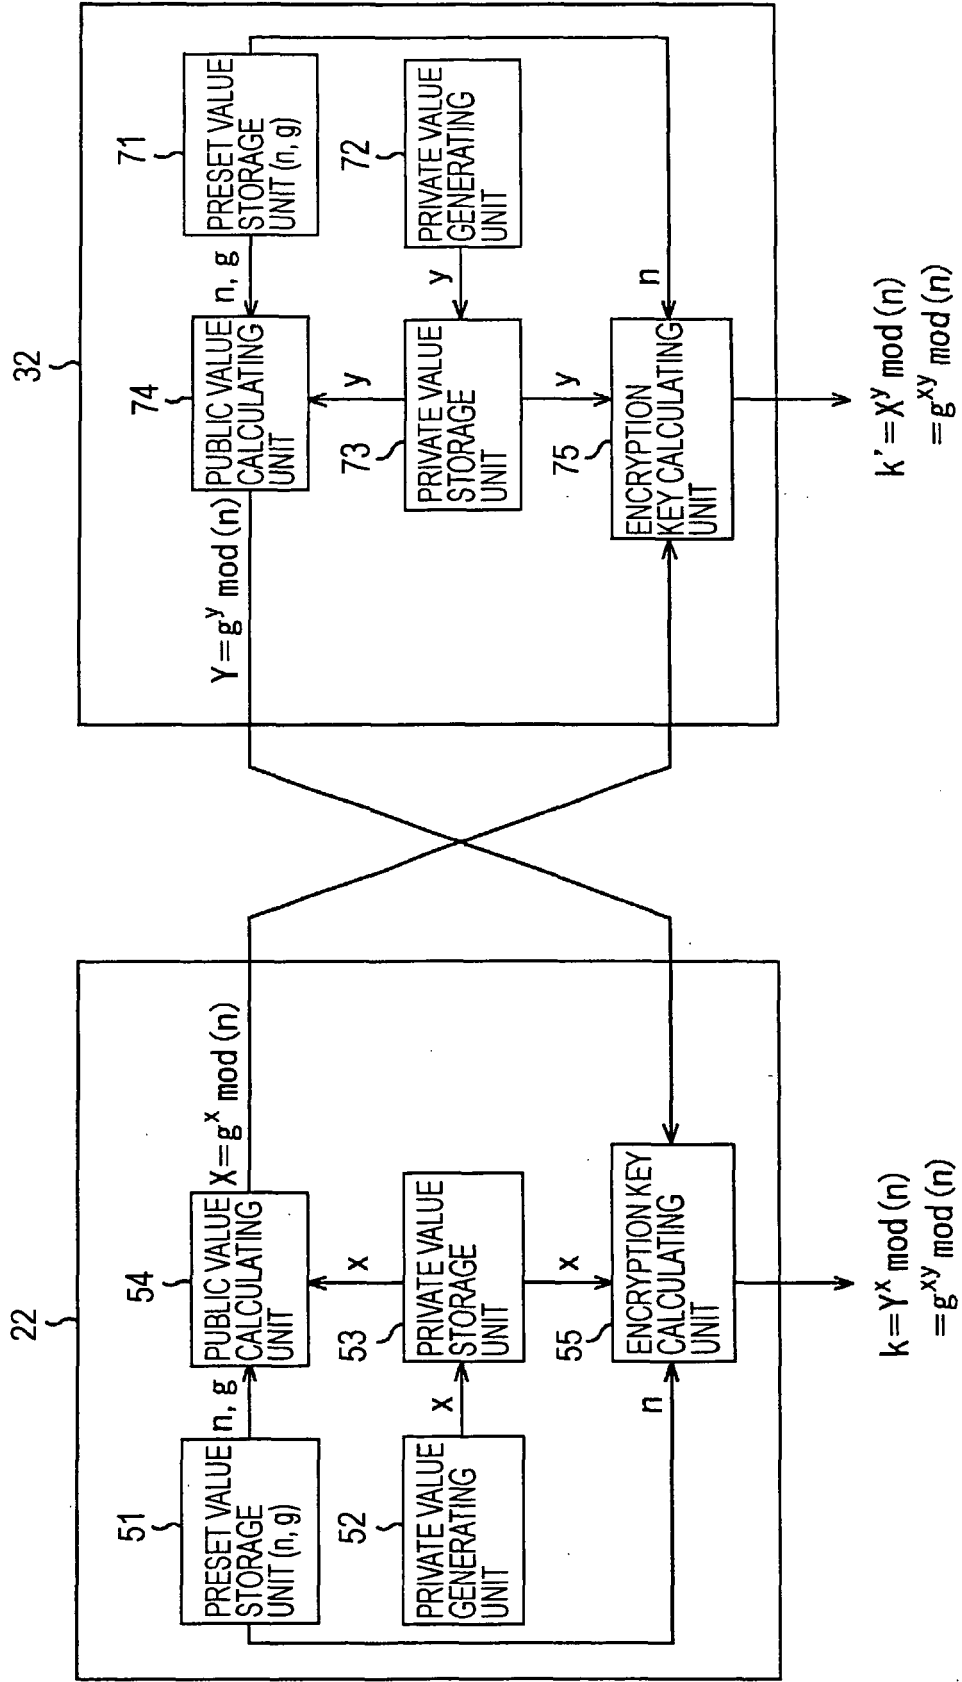 22
51
PRESET VALUE
STORAGE
UNIT (n, g)
n, g
54
PUBLIC VALUE
CALCULATING
UNIT
X=g^x mod (n)
52
PRIVATE VALUE
GENERATING
UNIT
x
53
PRIVATE VALUE
STORAGE
UNIT
x
x
n
55
ENCRYPTION KEY
CALCULATING
UNIT
k=Y^x mod (n)
=g^xy mod (n)
32
Y=g^y mod (n)
74
PUBLIC VALUE
CALCULATING
UNIT
n, g
71
PRESET VALUE
STORAGE
UNIT (n, g)
73
PRIVATE VALUE
STORAGE
UNIT
y
y
y
72
PRIVATE VALUE
GENERATING
UNIT
75
ENCRYPTION
KEY CALCULATING
UNIT
n
k'=X^y mod (n)
=g^xy mod (n)